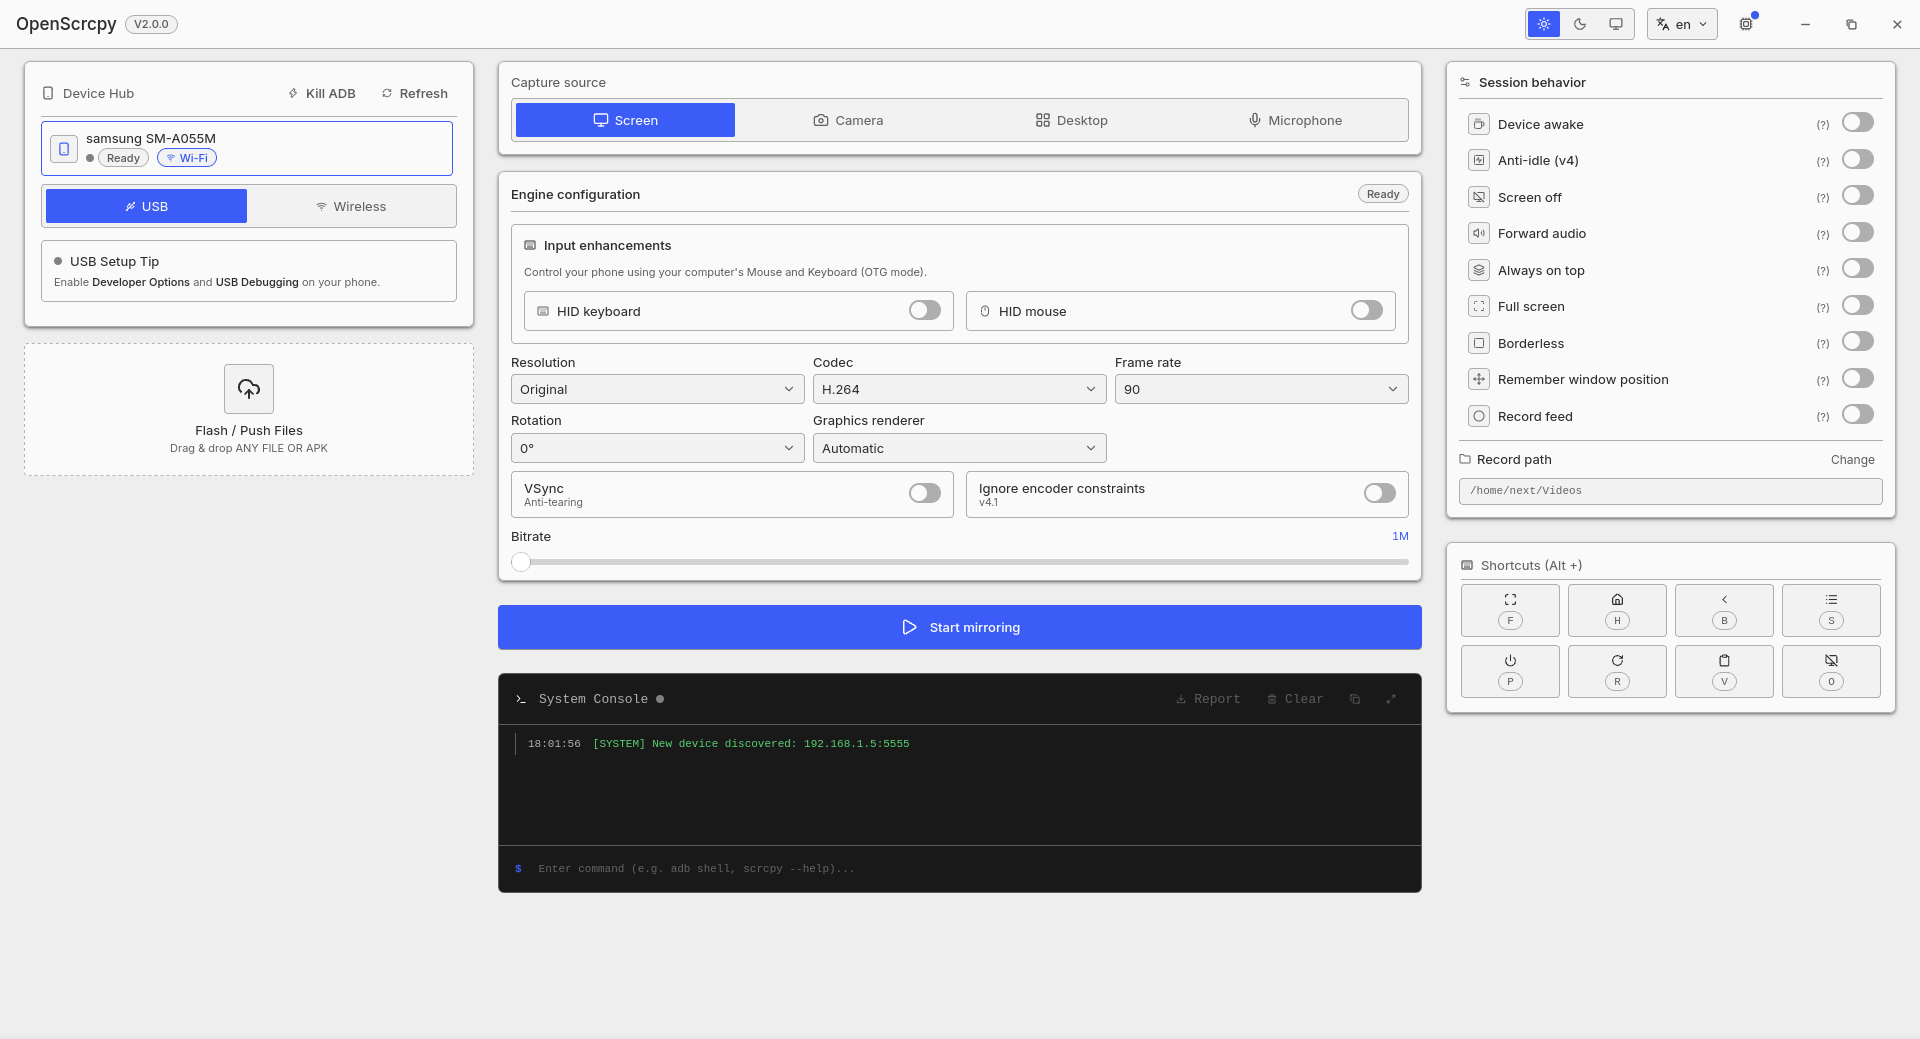 OpenScrcpy V2.0.0
en
Device Hub
Kill ADB
Refresh
samsung SM-A055M
Ready
Wi-Fi
USB
Wireless
USB Setup Tip
Enable Developer Options and USB Debugging on your phone.
Flash / Push Files
Drag & drop ANY FILE OR APK
Capture source
Screen
Camera
Desktop
Microphone
Engine configuration
Ready
Input enhancements
Control your phone using your computer's Mouse and Keyboard (OTG mode).
HID keyboard
HID mouse
Resolution
Codec
Frame rate
Original
H.264
90
Rotation
Graphics renderer
0°
Automatic
VSync
Anti-tearing
Ignore encoder constraints
v4.1
Bitrate
1M
Start mirroring
System Console
Report
Clear
18:01:56 [SYSTEM] New device discovered: 192.168.1.5:5555
$ Enter command (e.g. adb shell, scrcpy --help)...
Session behavior
Device awake (?)
Anti-idle (v4) (?)
Screen off (?)
Forward audio (?)
Always on top (?)
Full screen (?)
Borderless (?)
Remember window position (?)
Record feed (?)
Record path
Change
/home/next/Videos
Shortcuts (Alt +)
F
H
B
S
P
R
V
O